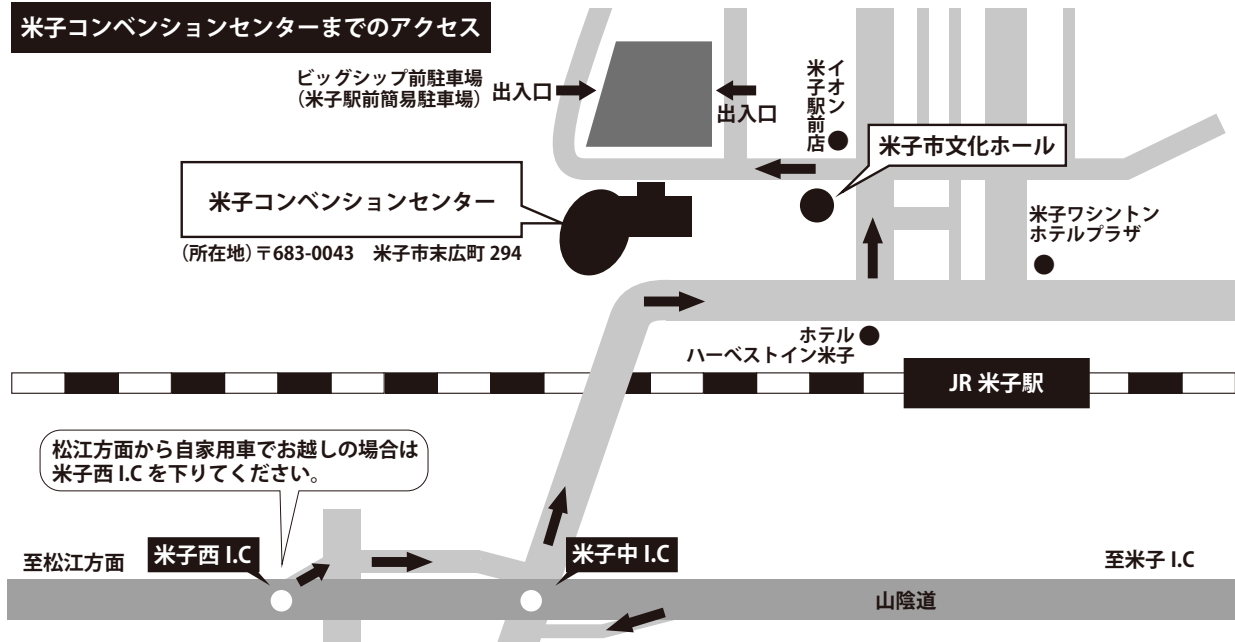 米子コンベンションセンターまでのアクセス
ビッグシップ前駐車場
（米子駅前簡易駐車場）
出入口
出入口
イオン
米子駅前店
米子市文化ホール
米子コンベンションセンター
（所在地）〒683-0043　米子市末広町 294
米子ワシントン
ホテルプラザ
ホテル
ハーベストイン米子
JR 米子駅
松江方面から自家用車でお越しの場合は
米子西 I.C を下りてください。
至松江方面
米子西 I.C
米子中 I.C
至米子 I.C
山陰道